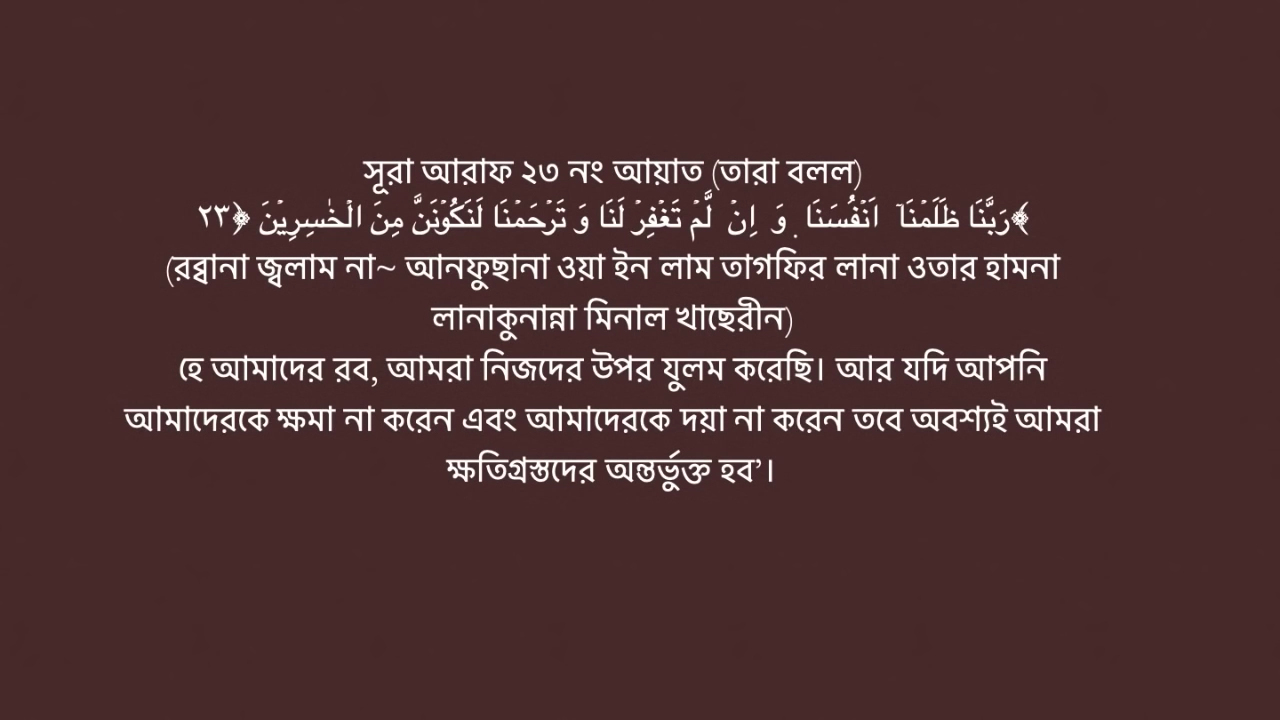 সূরা আরাফ ২৩ নং আয়াত (তারা বলল)
﴿رَبَّنَا ظَلَمۡنَاۤ اَنۡفُسَنَا ٜ وَ اِنۡ لَّمۡ تَغۡفِرۡ لَنَا وَ تَرۡحَمۡنَا لَنَكُوۡنَنَّ مِنَ الۡخٰسِرِیۡنَ ﴾۲۳
(রব্বানা জ্বলাম না~ আনফুছানা ওয়া ইন লাম তাগফির লানা ওতার হামনা
লানাকুনান্না মিনাল খাছেরীন)
হে আমাদের রব, আমরা নিজদের উপর যুলম করেছি। আর যদি আপনি
আমাদেরকে ক্ষমা না করেন এবং আমাদেরকে দয়া না করেন তবে অবশ্যই আমরা
ক্ষতিগ্রস্তদের অন্তর্ভুক্ত হব’।